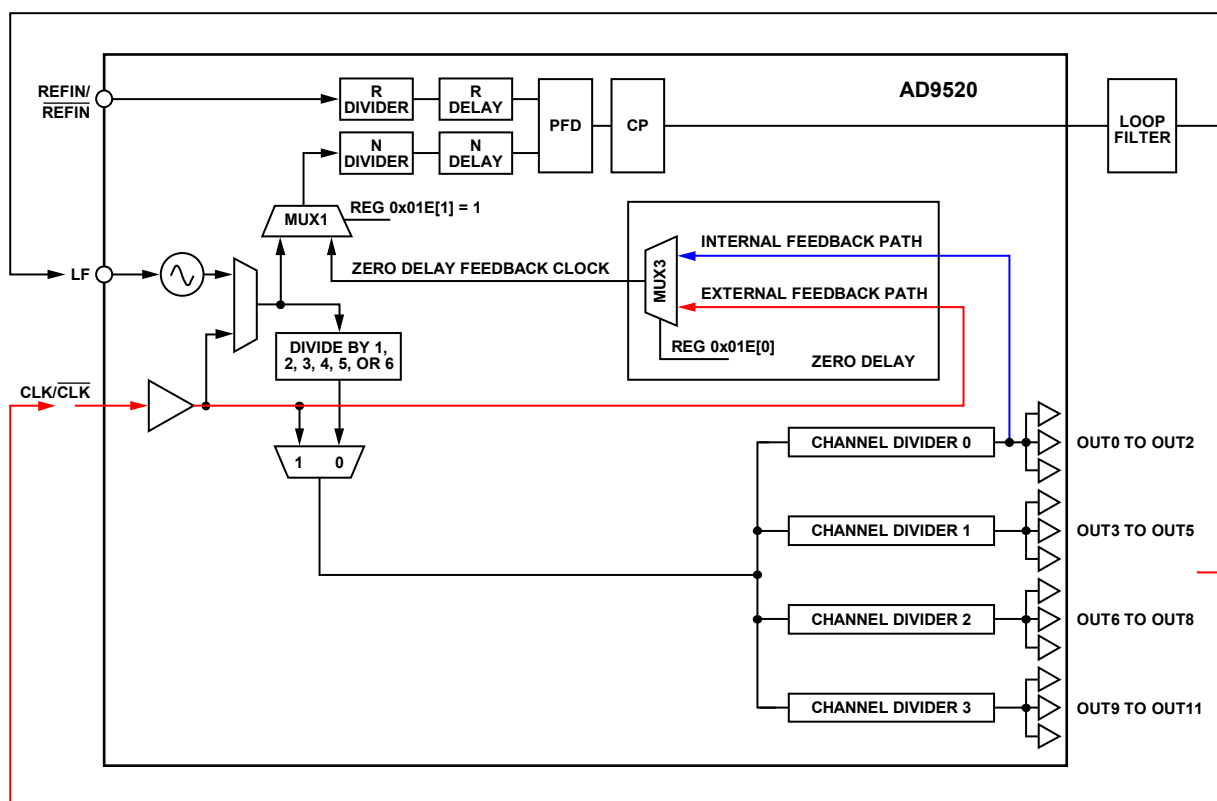 AD9520
REFIN/
REFIN
R
DIVIDER
R
DELAY
PFD
CP
LOOP
FILTER
N
DIVIDER
N
DELAY
MUX1
REG 0x01E[1] = 1
LF
ZERO DELAY FEEDBACK CLOCK
MUX3
INTERNAL FEEDBACK PATH
EXTERNAL FEEDBACK PATH
REG 0x01E[0]
ZERO DELAY
DIVIDE BY 1,
2, 3, 4, 5, OR 6
CLK/CLK
1 0
CHANNEL DIVIDER 0
OUT0 TO OUT2
CHANNEL DIVIDER 1
OUT3 TO OUT5
CHANNEL DIVIDER 2
OUT6 TO OUT8
CHANNEL DIVIDER 3
OUT9 TO OUT11